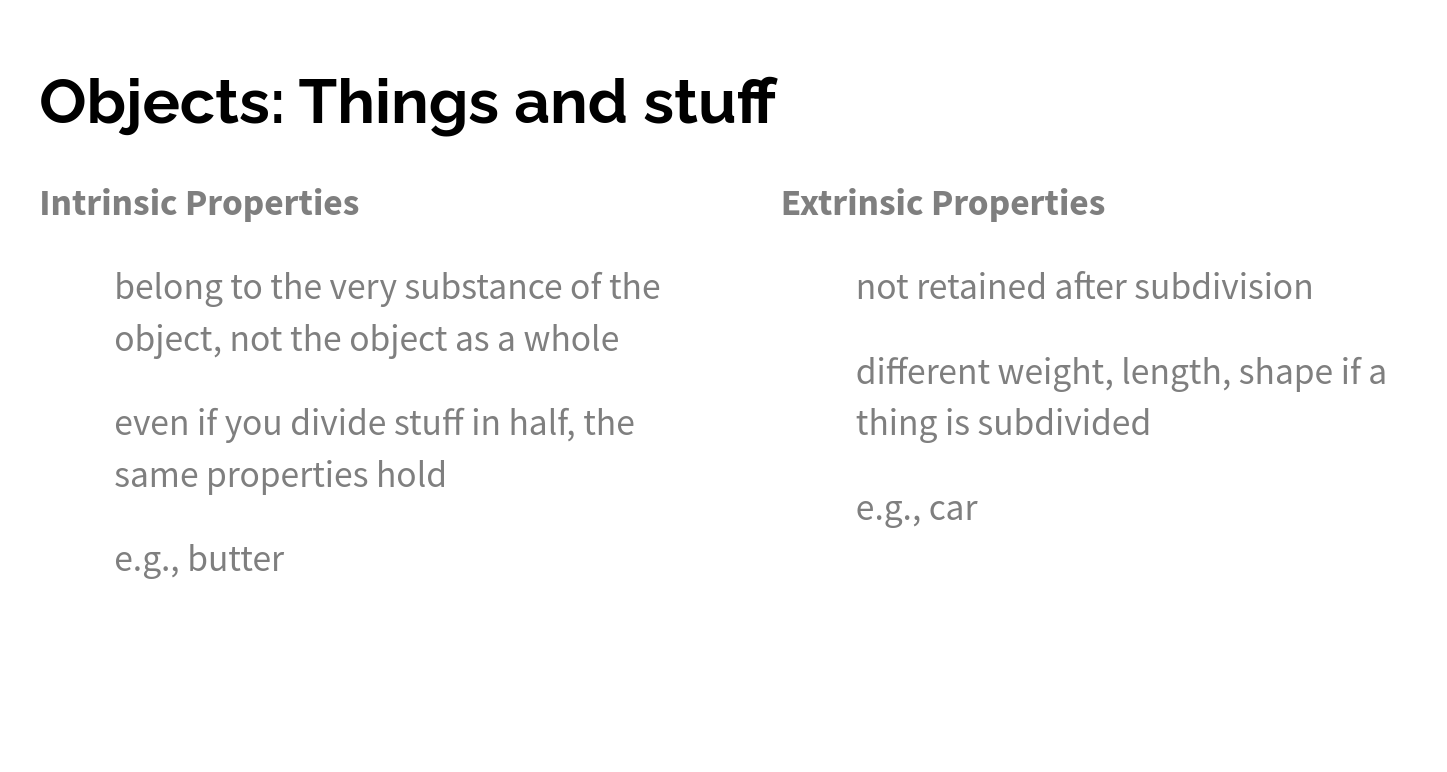 Objects: Things and stuff
Intrinsic Properties
belong to the very substance of the
object, not the object as a whole
even if you divide stuff in half, the
same properties hold
e.g., butter
Extrinsic Properties
not retained after subdivision
different weight, length, shape if a
thing is subdivided
e.g., car